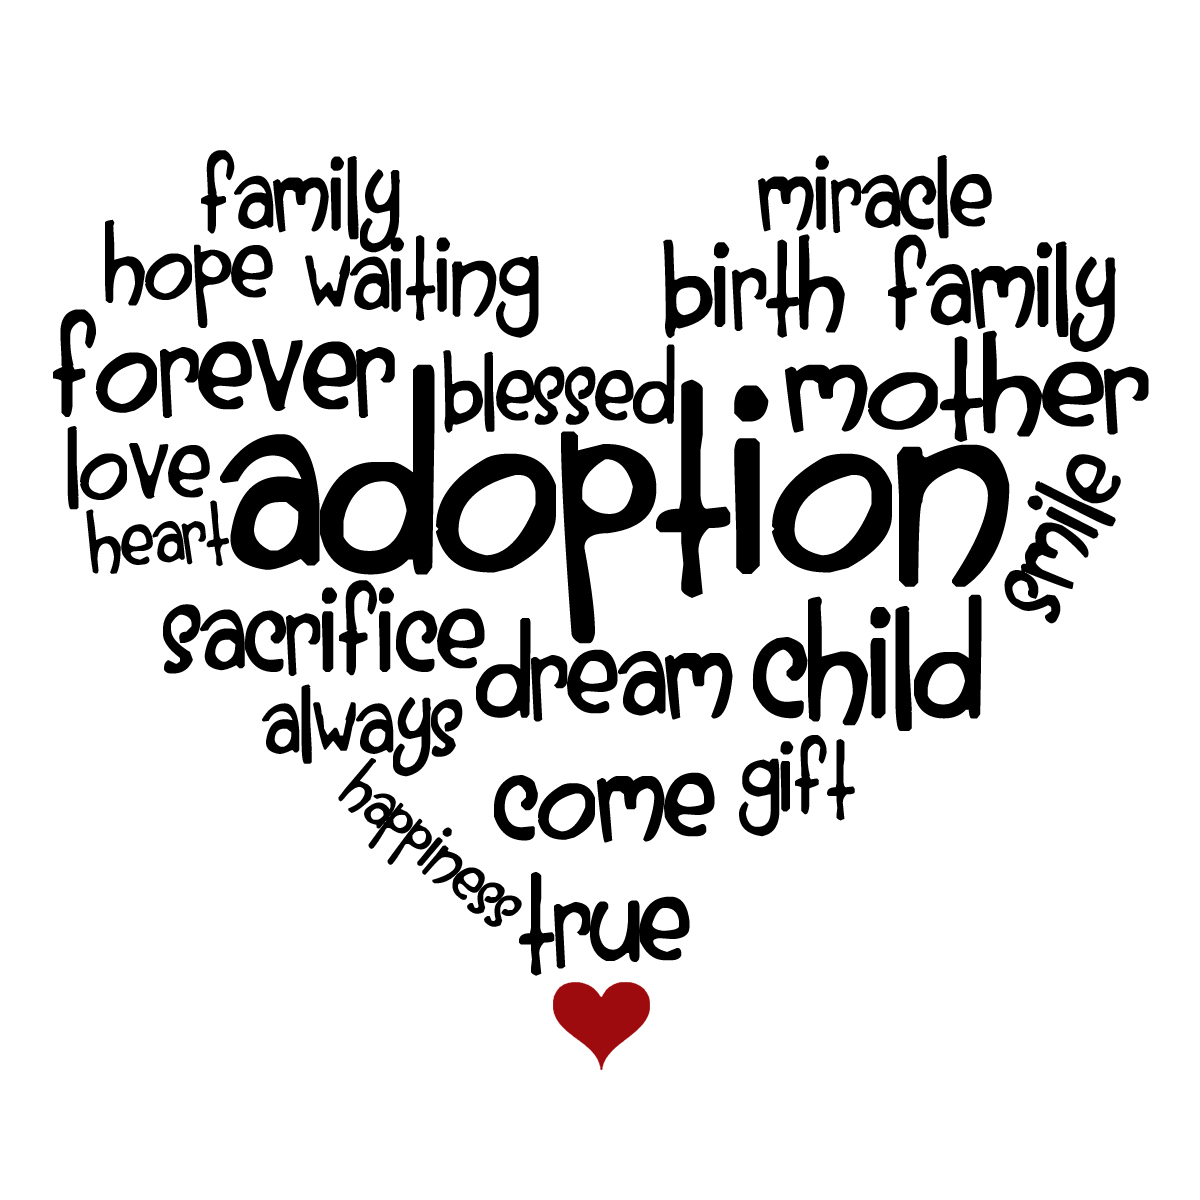 family miracle
hope waiting birth family
forever blessed mother
love adoption smile
heart
sacrifice dream child
always
happiness come gift
true